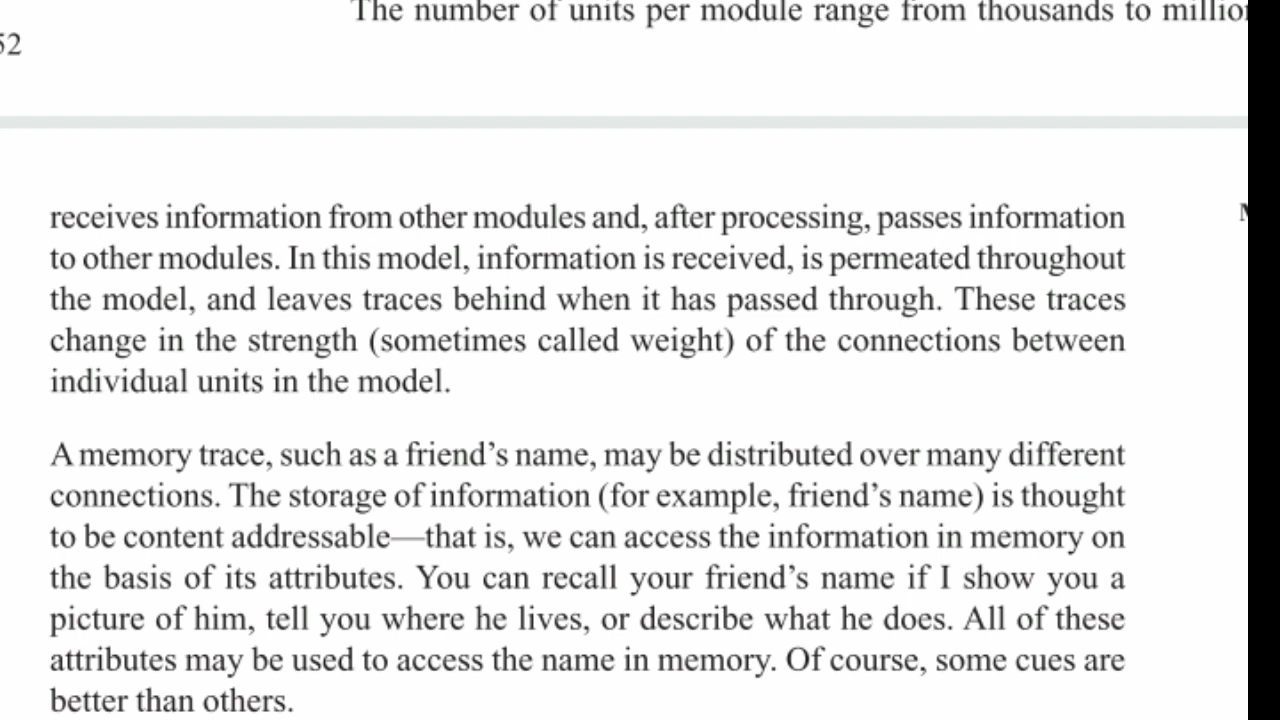 The number of units per module range from thousands to
52
receives information from other modules and, after processing, passes information
to other modules. In this model, information is received, is permeated throughout
the model, and leaves traces behind when it has passed through. These traces
change in the strength (sometimes called weight) of the connections between
individual units in the model.
A memory trace, such as a friend’s name, may be distributed over many different
connections. The storage of information (for example, friend’s name) is thought
to be content addressable—that is, we can access the information in memory on
the basis of its attributes. You can recall your friend’s name if I show you a
picture of him, tell you where he lives, or describe what he does. All of these
attributes may be used to access the name in memory. Of course, some cues are
better than others.